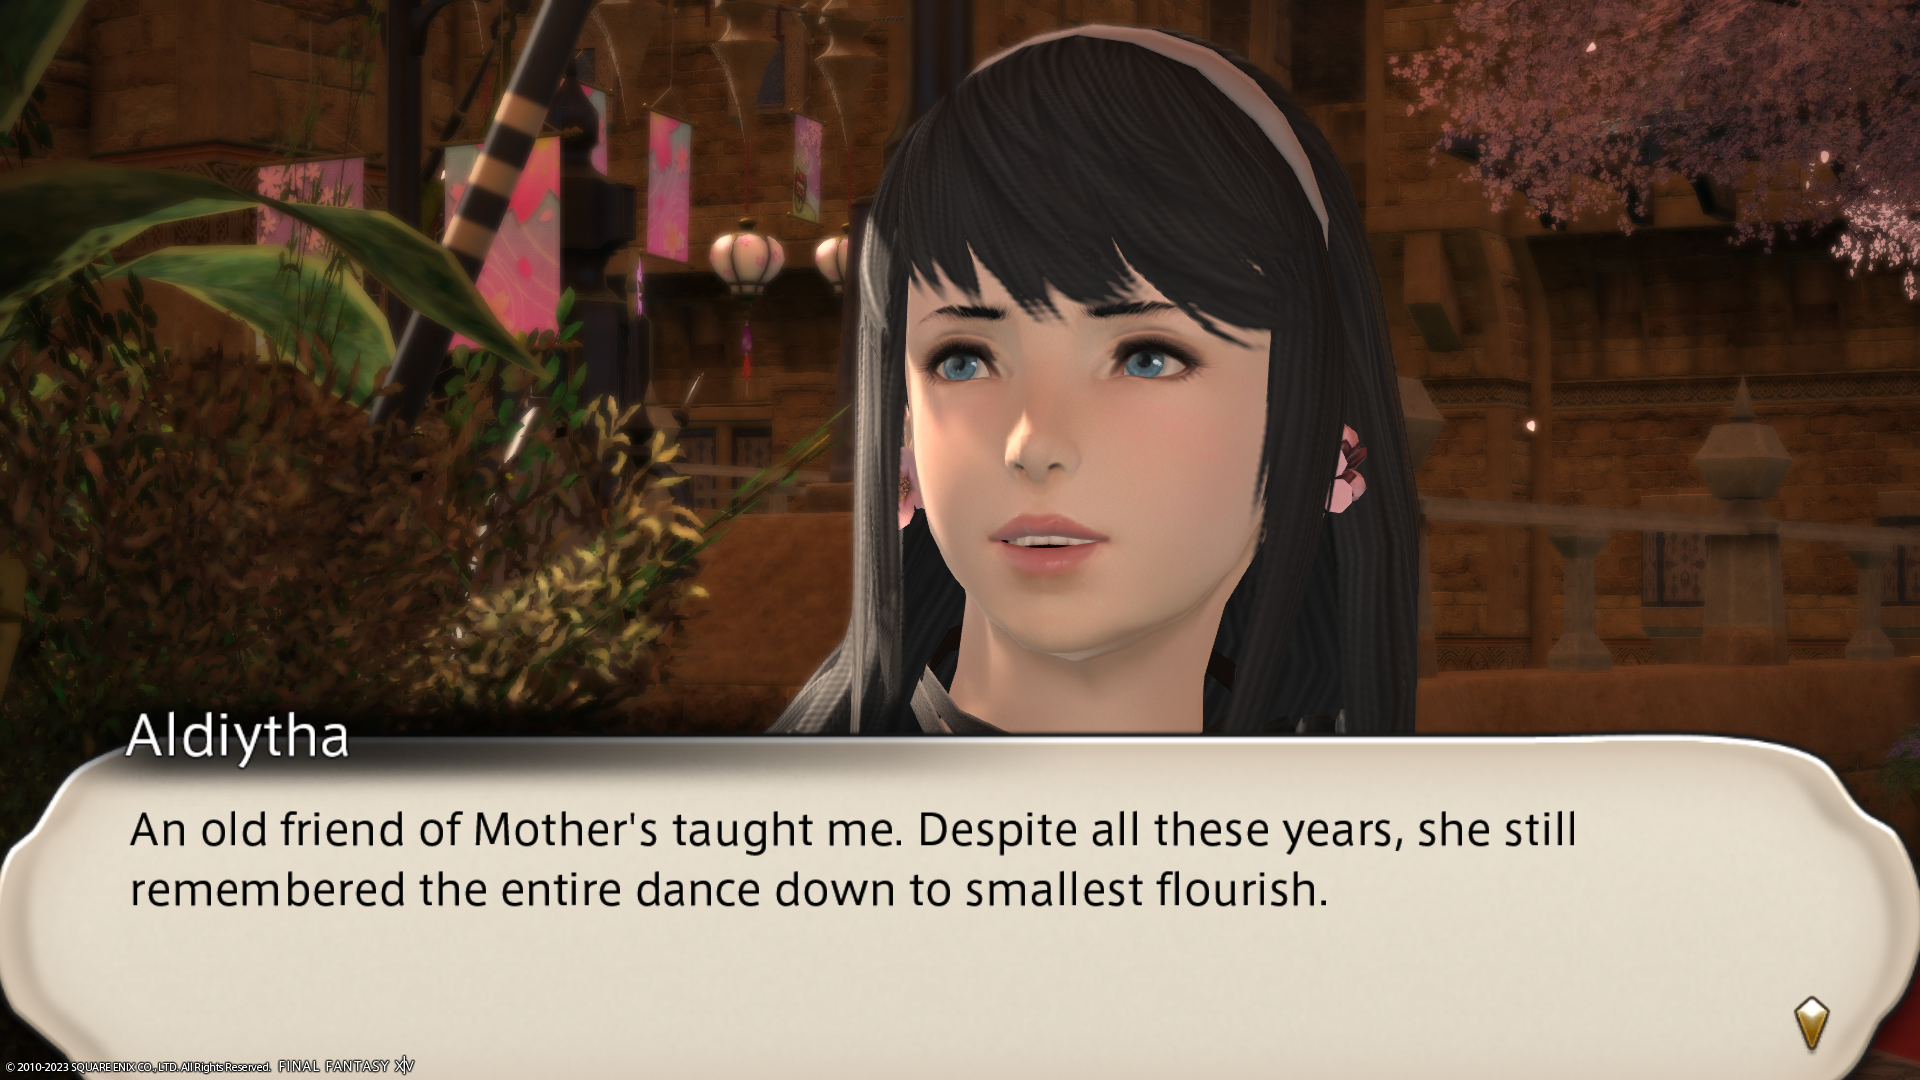 Aldiytha
An old friend of Mother's taught me. Despite all these years, she still
remembered the entire dance down to smallest flourish.
© 2010-2023 SQUARE ENIX CO., LTD. All Rights Reserved. FINAL FANTASY XIV